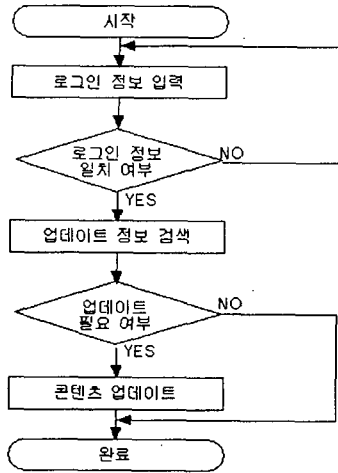 시작
로그인 정보 입력
로그인 정보
일치 여부
NO
YES
업데이트 정보 검색
업데이트
필요 여부
NO
YES
콘텐츠 업데이트
완료